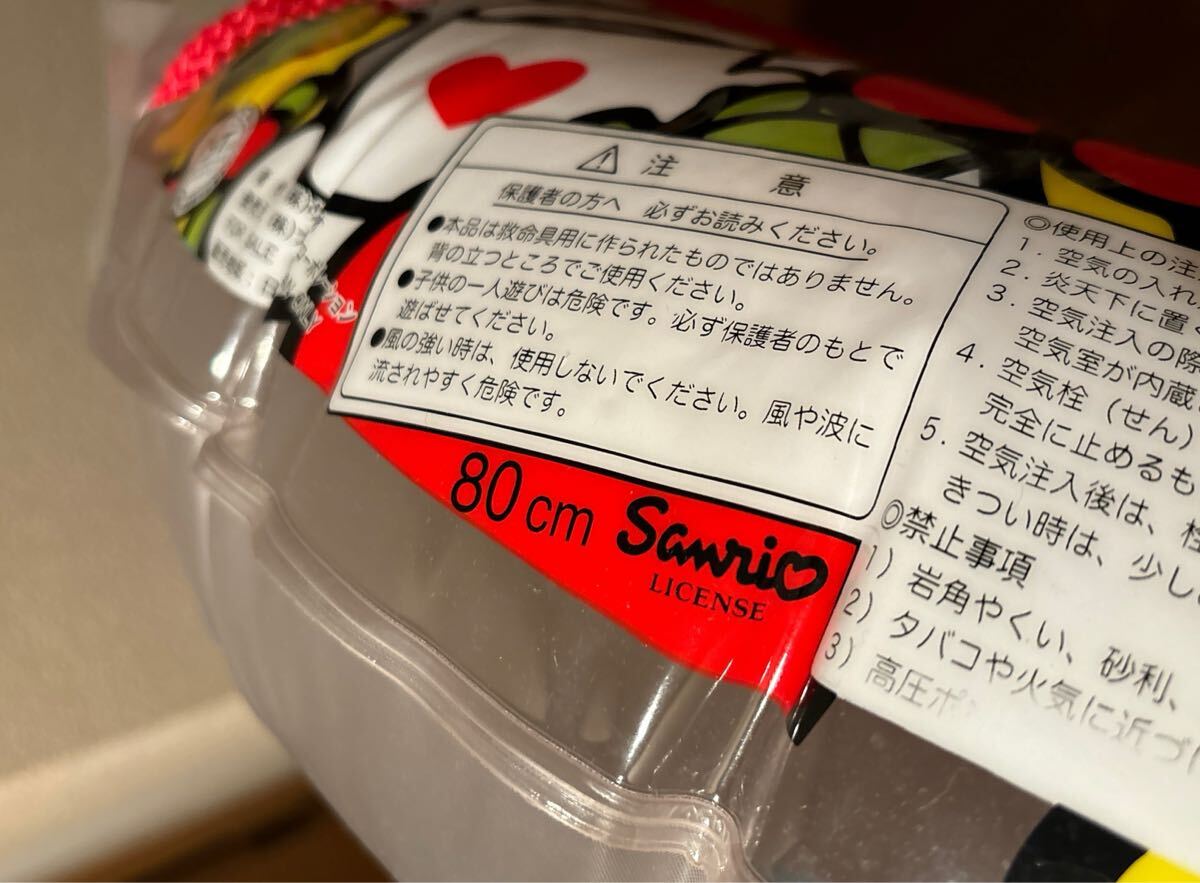 注意
保護者の方へ 必ずお読みください。
●本品は救命具用に作られたものではありません。
背の立つところでご使用ください。
●子供の一人遊びは危険です。必ず保護者のもとで
遊ばせてください。
●風の強い時は、使用しないでください。風や波に
流されやすく危険です。
80cm
Sanrio
LICENSE
◎使用上の注
1. 空気の入れ
2. 炎天下に置
3. 空気注入の際
空気室が内蔵
4. 空気栓（せん）
完全に止めるも
5. 空気注入後は、栓
きつい時は、少し
◎禁止事項
1) 岩角やくい、砂利、
2) タバコや火気に近づけ
3) 高圧ポ